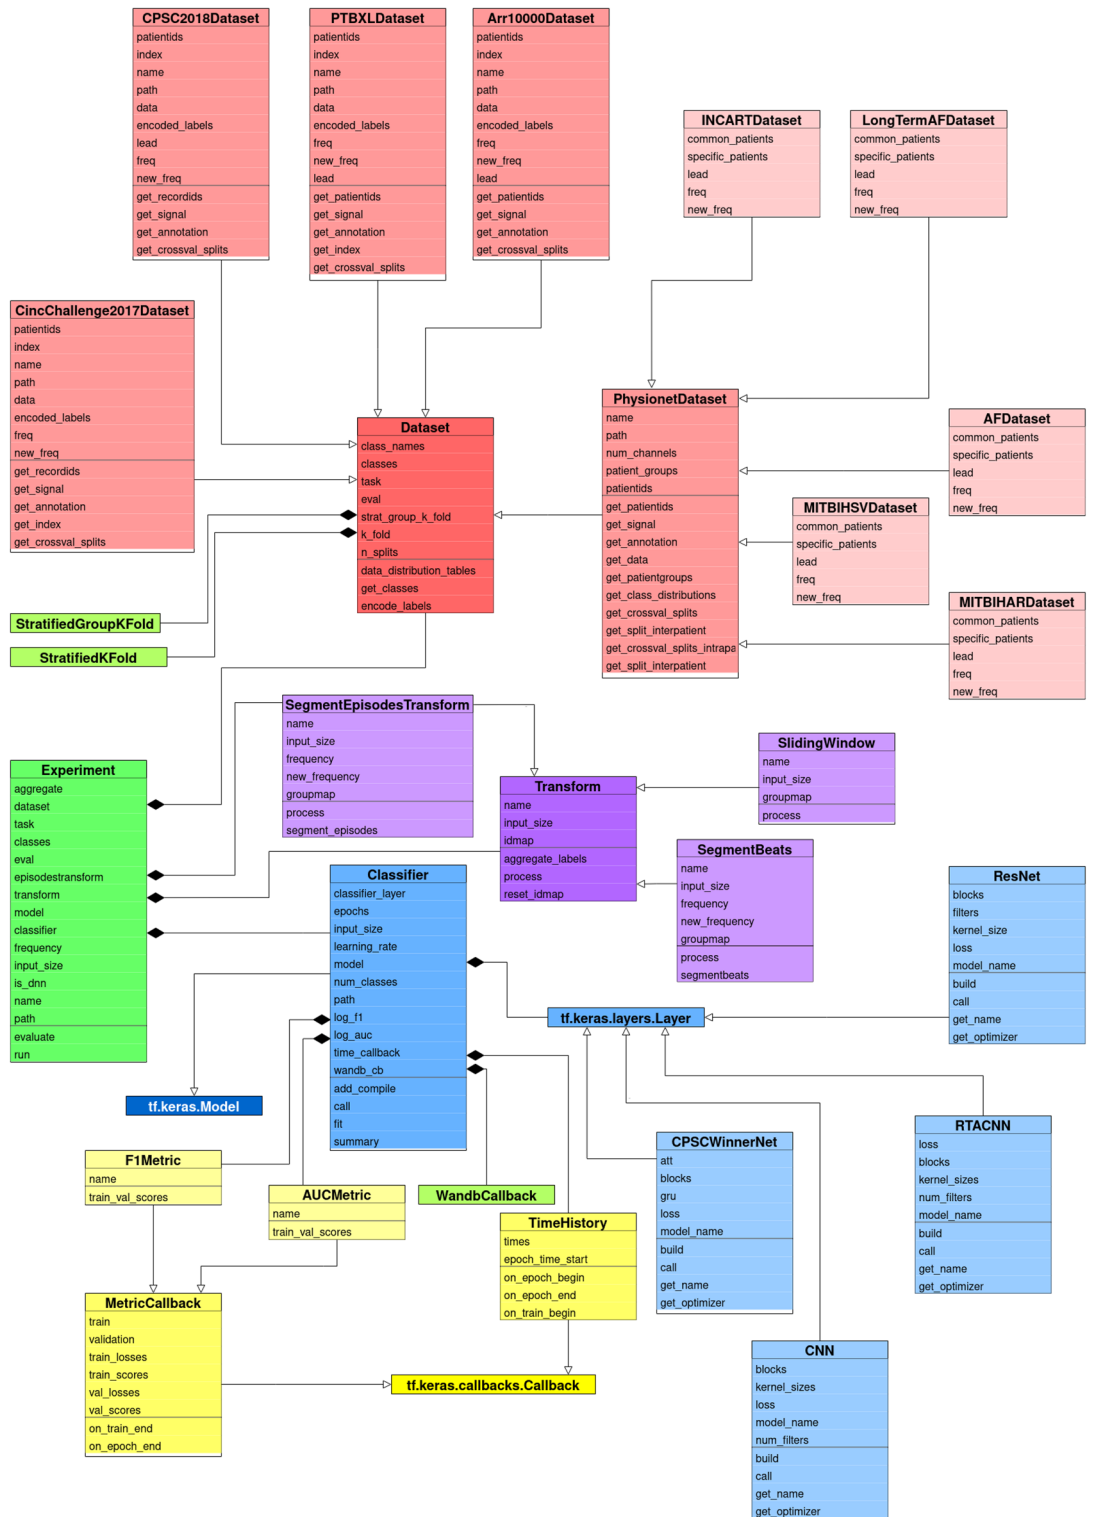 CPSC2018Dataset
patientids
index
name
path
data
encoded_labels
lead
freq
new_freq
get_recordids
get_signal
get_annotation
get_crossval_splits
PTBXLDataset
patientids
index
name
path
data
encoded_labels
freq
new_freq
lead
get_patientids
get_signal
get_annotation
get_index
get_crossval_splits
Arr10000Dataset
patientids
index
name
path
data
encoded_labels
freq
new_freq
lead
get_patientids
get_signal
get_annotation
get_crossval_splits
INCARTDataset
common_patients
specific_patients
lead
freq
new_freq
LongTermAFDataset
common_patients
specific_patients
lead
freq
new_freq
CincChallenge2017Dataset
patientids
index
name
path
data
encoded_labels
freq
new_freq
get_recordids
get_signal
get_annotation
get_index
get_crossval_splits
Dataset
class_names
classes
task
eval
strat_group_k_fold
k_fold
n_splits
data_distribution_tables
get_classes
encode_labels
PhysionetDataset
name
path
num_channels
patient_groups
patientids
get_patientids
get_signal
get_annotation
get_data
get_patientgroups
get_class_distributions
get_crossval_splits
get_split_interpatient
get_crossval_splits_intrapa
get_split_interpatient
AFDataset
common_patients
specific_patients
lead
freq
new_freq
MITBIHSVDataset
common_patients
specific_patients
lead
freq
new_freq
MITBIHARDataset
common_patients
specific_patients
lead
freq
new_freq
StratifiedGroupKFold
StratifiedKFold
SegmentEpisodesTransform
name
input_size
frequency
new_frequency
groupmap
process
segment_episodes
Experiment
aggregate
dataset
task
classes
eval
episodestransform
transform
model
classifier
frequency
input_size
is_dnn
name
path
evaluate
run
Transform
name
input_size
idmap
aggregate_labels
process
reset_idmap
SlidingWindow
name
input_size
groupmap
process
SegmentBeats
name
input_size
frequency
new_frequency
groupmap
process
segmentbeats
Classifier
classifier_layer
epochs
input_size
learning_rate
model
num_classes
path
log_f1
log_auc
time_callback
wandb_cb
add_compile
call
fit
summary
ResNet
blocks
filters
kernel_size
loss
model_name
build
call
get_name
get_optimizer
tf.keras.layers.Layer
tf.keras.Model
RTACNN
loss
blocks
kernel_sizes
num_filters
model_name
build
call
get_name
get_optimizer
CPSCWinnerNet
att
blocks
gru
loss
model_name
build
call
get_name
get_optimizer
F1Metric
name
train_val_scores
AUCMetric
name
train_val_scores
WandbCallback
TimeHistory
times
epoch_time_start
on_epoch_begin
on_epoch_end
on_train_begin
MetricCallback
train
validation
train_losses
train_scores
val_losses
val_scores
on_train_end
on_epoch_end
tf.keras.callbacks.Callback
CNN
blocks
kernel_sizes
loss
model_name
num_filters
build
call
get_name
get_optimizer